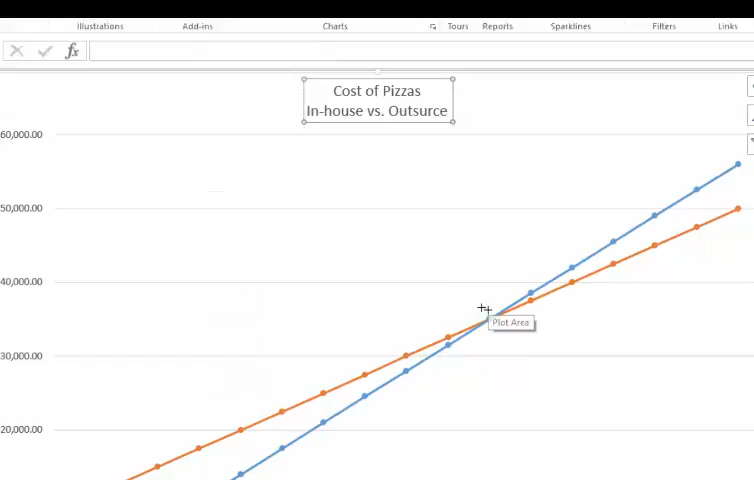 Illustrations Add-ins Charts Tours Reports Sparklines Filters Links
fx
Cost of Pizzas
In-house vs. Outsurce
60,000.00
50,000.00
40,000.00
Plot Area
30,000.00
20,000.00